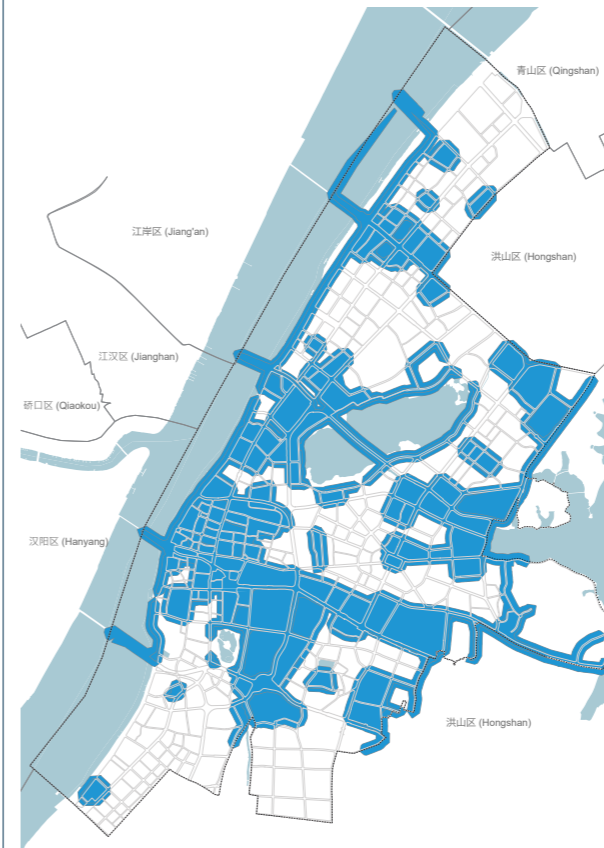 青山区 (Qingshan)
江岸区 (Jiang'an)
洪山区 (Hongshan)
江汉区 (Jianghan)
硚口区 (Qiaokou)
汉阳区 (Hanyang)
洪山区 (Hongshan)